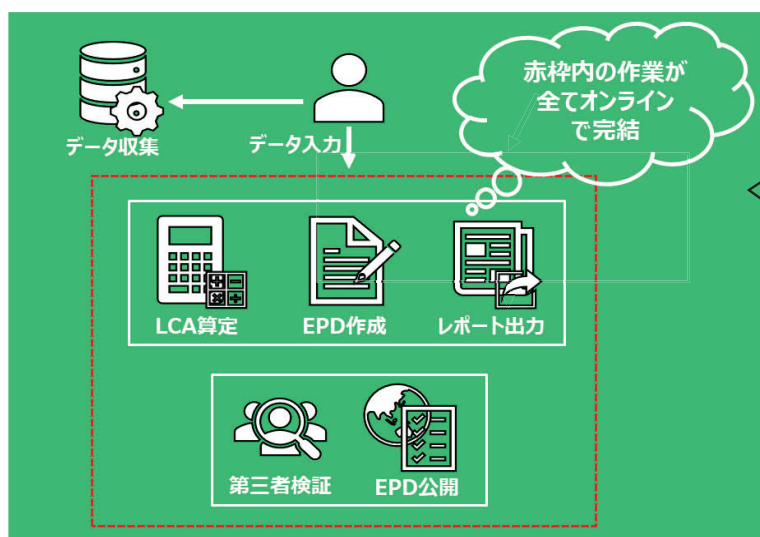 赤枠内の作業が
全てオンライン
で完結
データ収集
データ入力
LCA算定
EPD作成
レポート出力
第三者検証
EPD公開